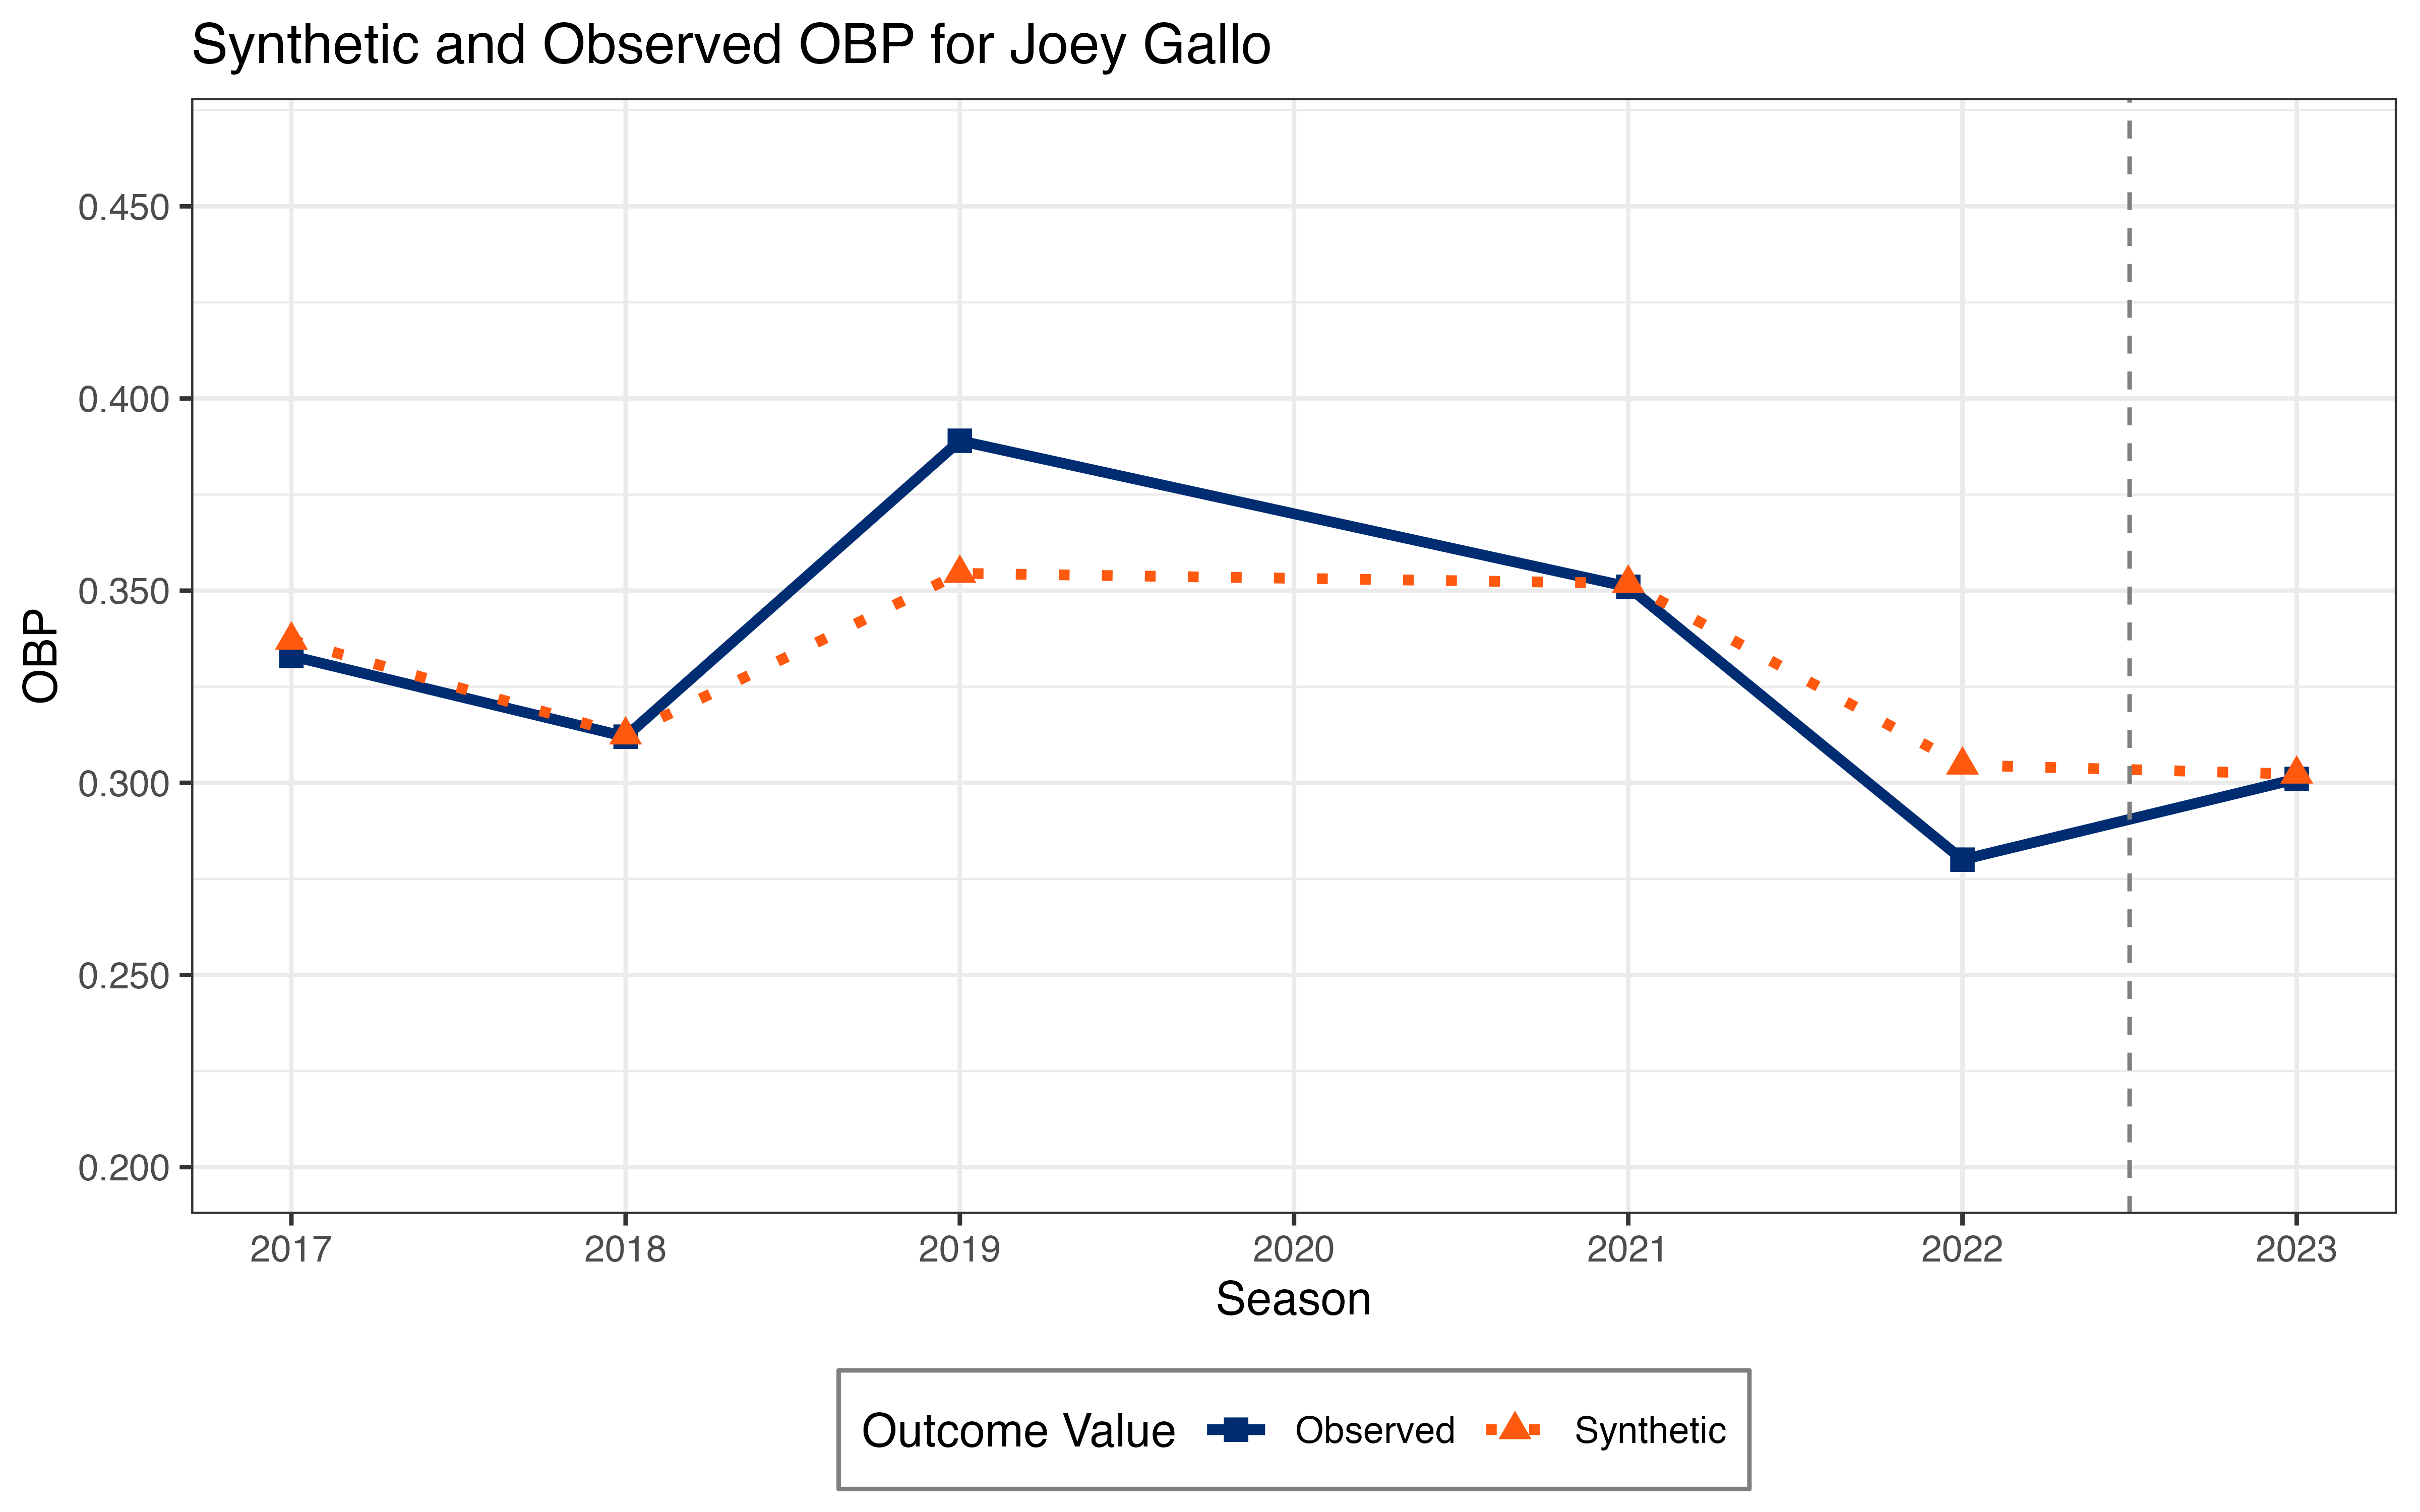 Synthetic and Observed OBP for Joey Gallo
OBP
0.450
0.400
0.350
0.300
0.250
0.200
2017 2018 2019 2020 2021 2022 2023
Season
Outcome Value Observed Synthetic